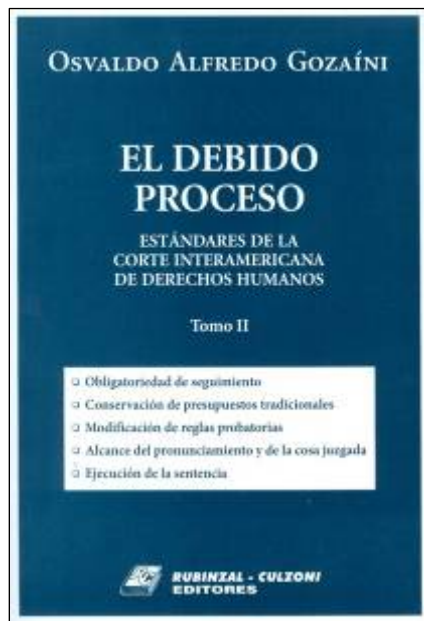 OSVALDO ALFREDO GOZAÍNI
EL DEBIDO
PROCESO
ESTÁNDARES DE LA
CORTE INTERAMERICANA
DE DERECHOS HUMANOS
Tomo II
Obligatoriedad de seguimiento
Conservación de presupuestos tradicionales
Modificación de reglas probatorias
Alcance del pronunciamiento y de la cosa juzgada
Ejecución de la sentencia
RUBINZAL - CULZONI
EDITORES